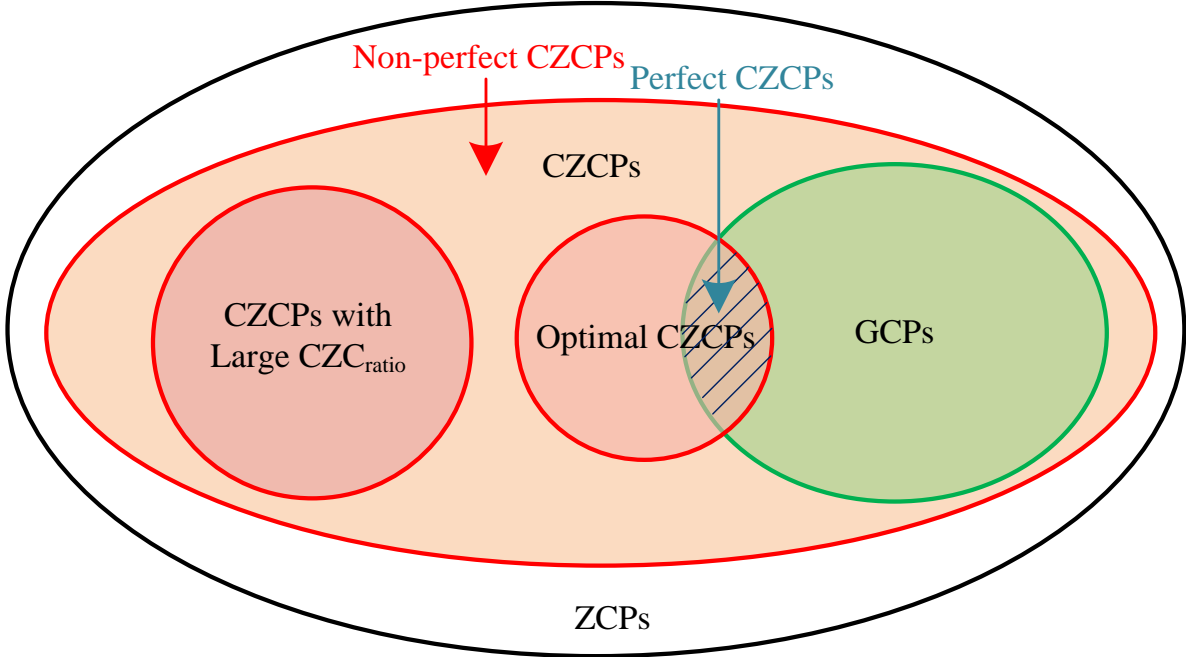 Non-perfect CZCPs
Perfect CZCPs
CZCPs
CZCPs with
Large CZCratio
Optimal CZCPs
GCPs
ZCPs